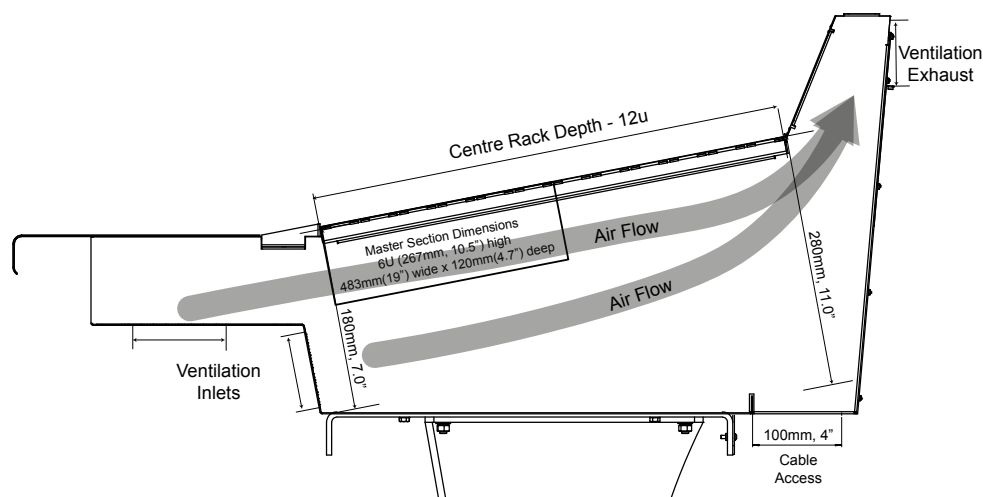 Ventilation
Exhaust
Centre Rack Depth - 12u
Master Section Dimensions
6U (267mm, 10.5”) high
483mm(19”) wide x 120mm(4.7”) deep
Air Flow
Air Flow
280mm, 11.0”
180mm, 7.0”
Ventilation
Inlets
100mm, 4”
Cable
Access